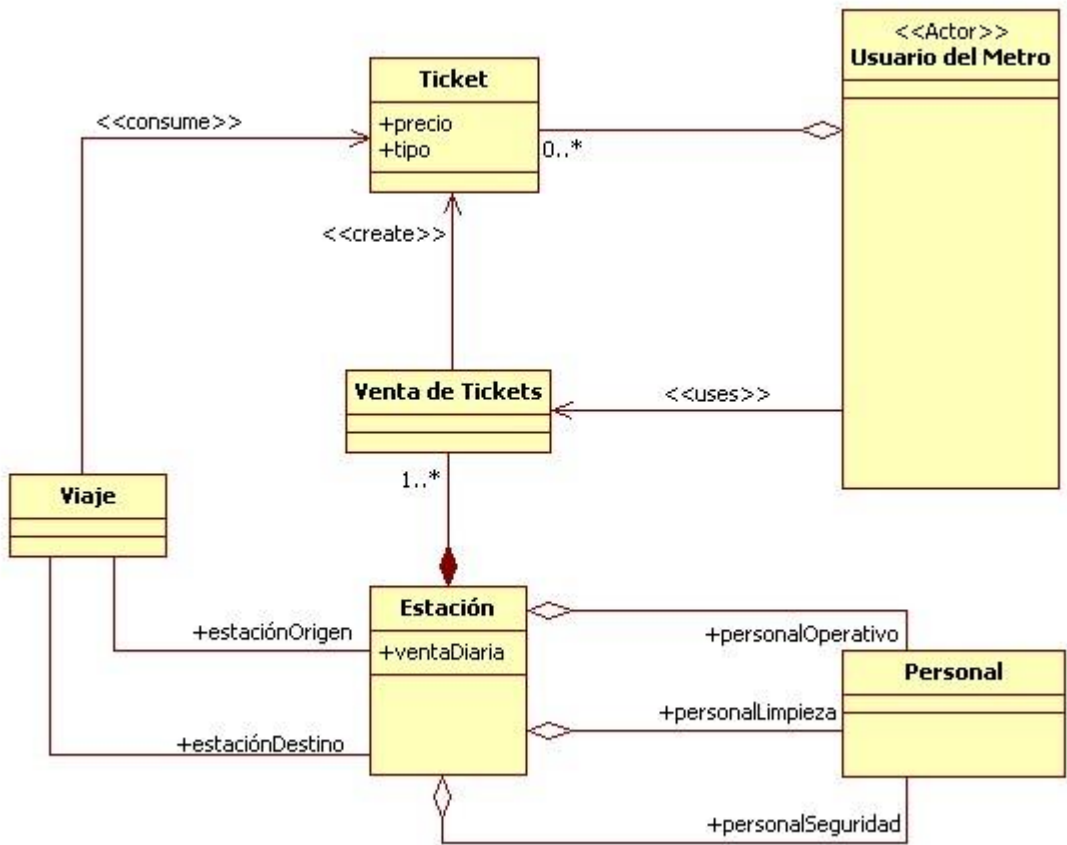 <<Actor>>
Usuario del Metro
Ticket
+precio
+tipo
0..*
<<consume>>
<<create>>
Venta de Tickets
<<uses>>
1..*
Viaje
Estación
+ventaDiaria
+estaciónOrigen
+estaciónDestino
+personalOperativo
Personal
+personalLimpieza
+personalSeguridad